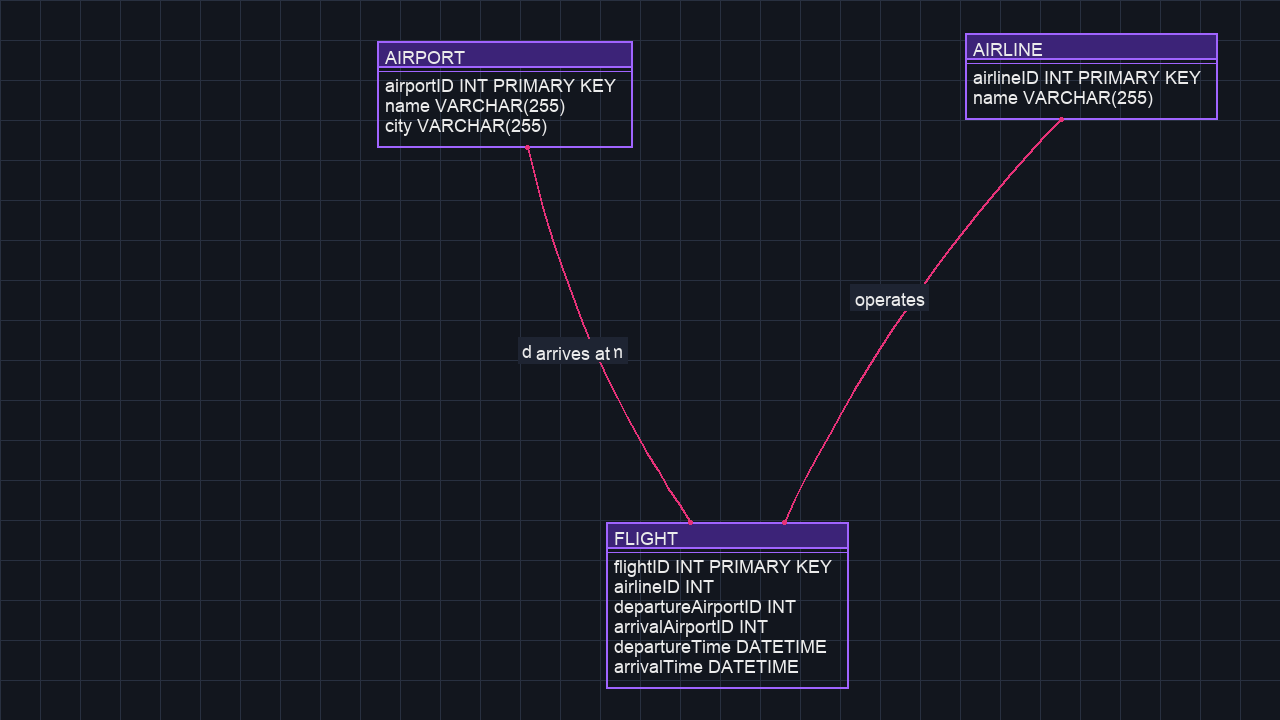 AIRPORT
airportID INT PRIMARY KEY
name VARCHAR(255)
city VARCHAR(255)
AIRLINE
airlineID INT PRIMARY KEY
name VARCHAR(255)
operates
arrives at
FLIGHT
flightID INT PRIMARY KEY
airlineID INT
departureAirportID INT
arrivalAirportID INT
departureTime DATETIME
arrivalTime DATETIME